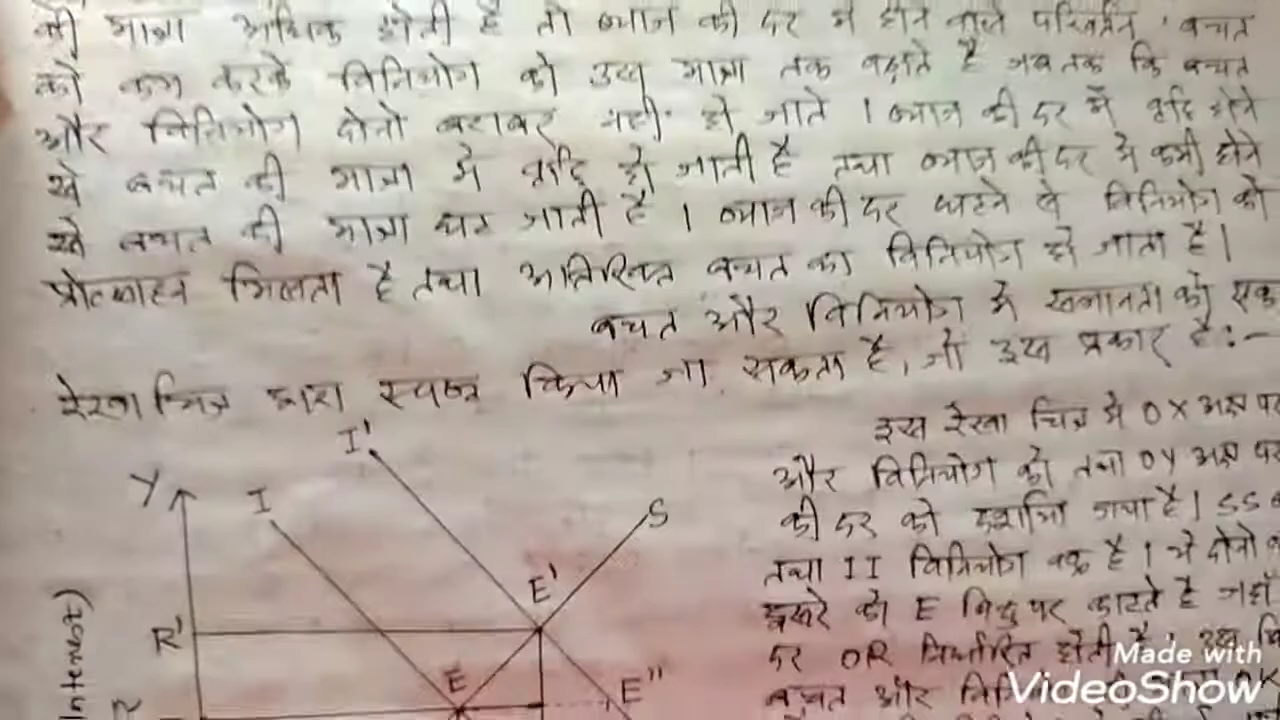 की मात्रा अधिक होती है तो ब्याज की दर में होने वाले परिवर्तन, बचत
को कम करके विनियोग को उस मात्रा तक बढ़ाते है जब तक कि बचत
और विनियोग दोनो बराबर नही हो जाते । ब्याज की दर में वृद्धि होने
से बचत की मात्रा में वृद्धि हो जाती है तथा ब्याज की दर में कमी होने
से बचत की मात्रा घट जाती है । ब्याज की दर घटने से विनियोग को
प्रोत्साहन मिलता है तथा अतिरिक्त बचत का विनियोग हो जाता है।
बचत और विनियोग में समानता को एक
रेखा चित्र द्वारा स्पष्ट किया जा सकता है, जो इस प्रकार है:-
इस रेखा चित्र में OX अक्ष पर
और विनियोग को तथा OY अक्ष पर
की दर को दर्शाया गया है। SS
तथा II विनियोग वक्र है । ये दोनो
दूसरे को E बिन्दु पर काटते है जहाँ
दर OR निर्धारित होती है, इस
बचत और
I'
Y
I
S
E'
R'
E
E"
R
Interest)
Made with
VideoShow